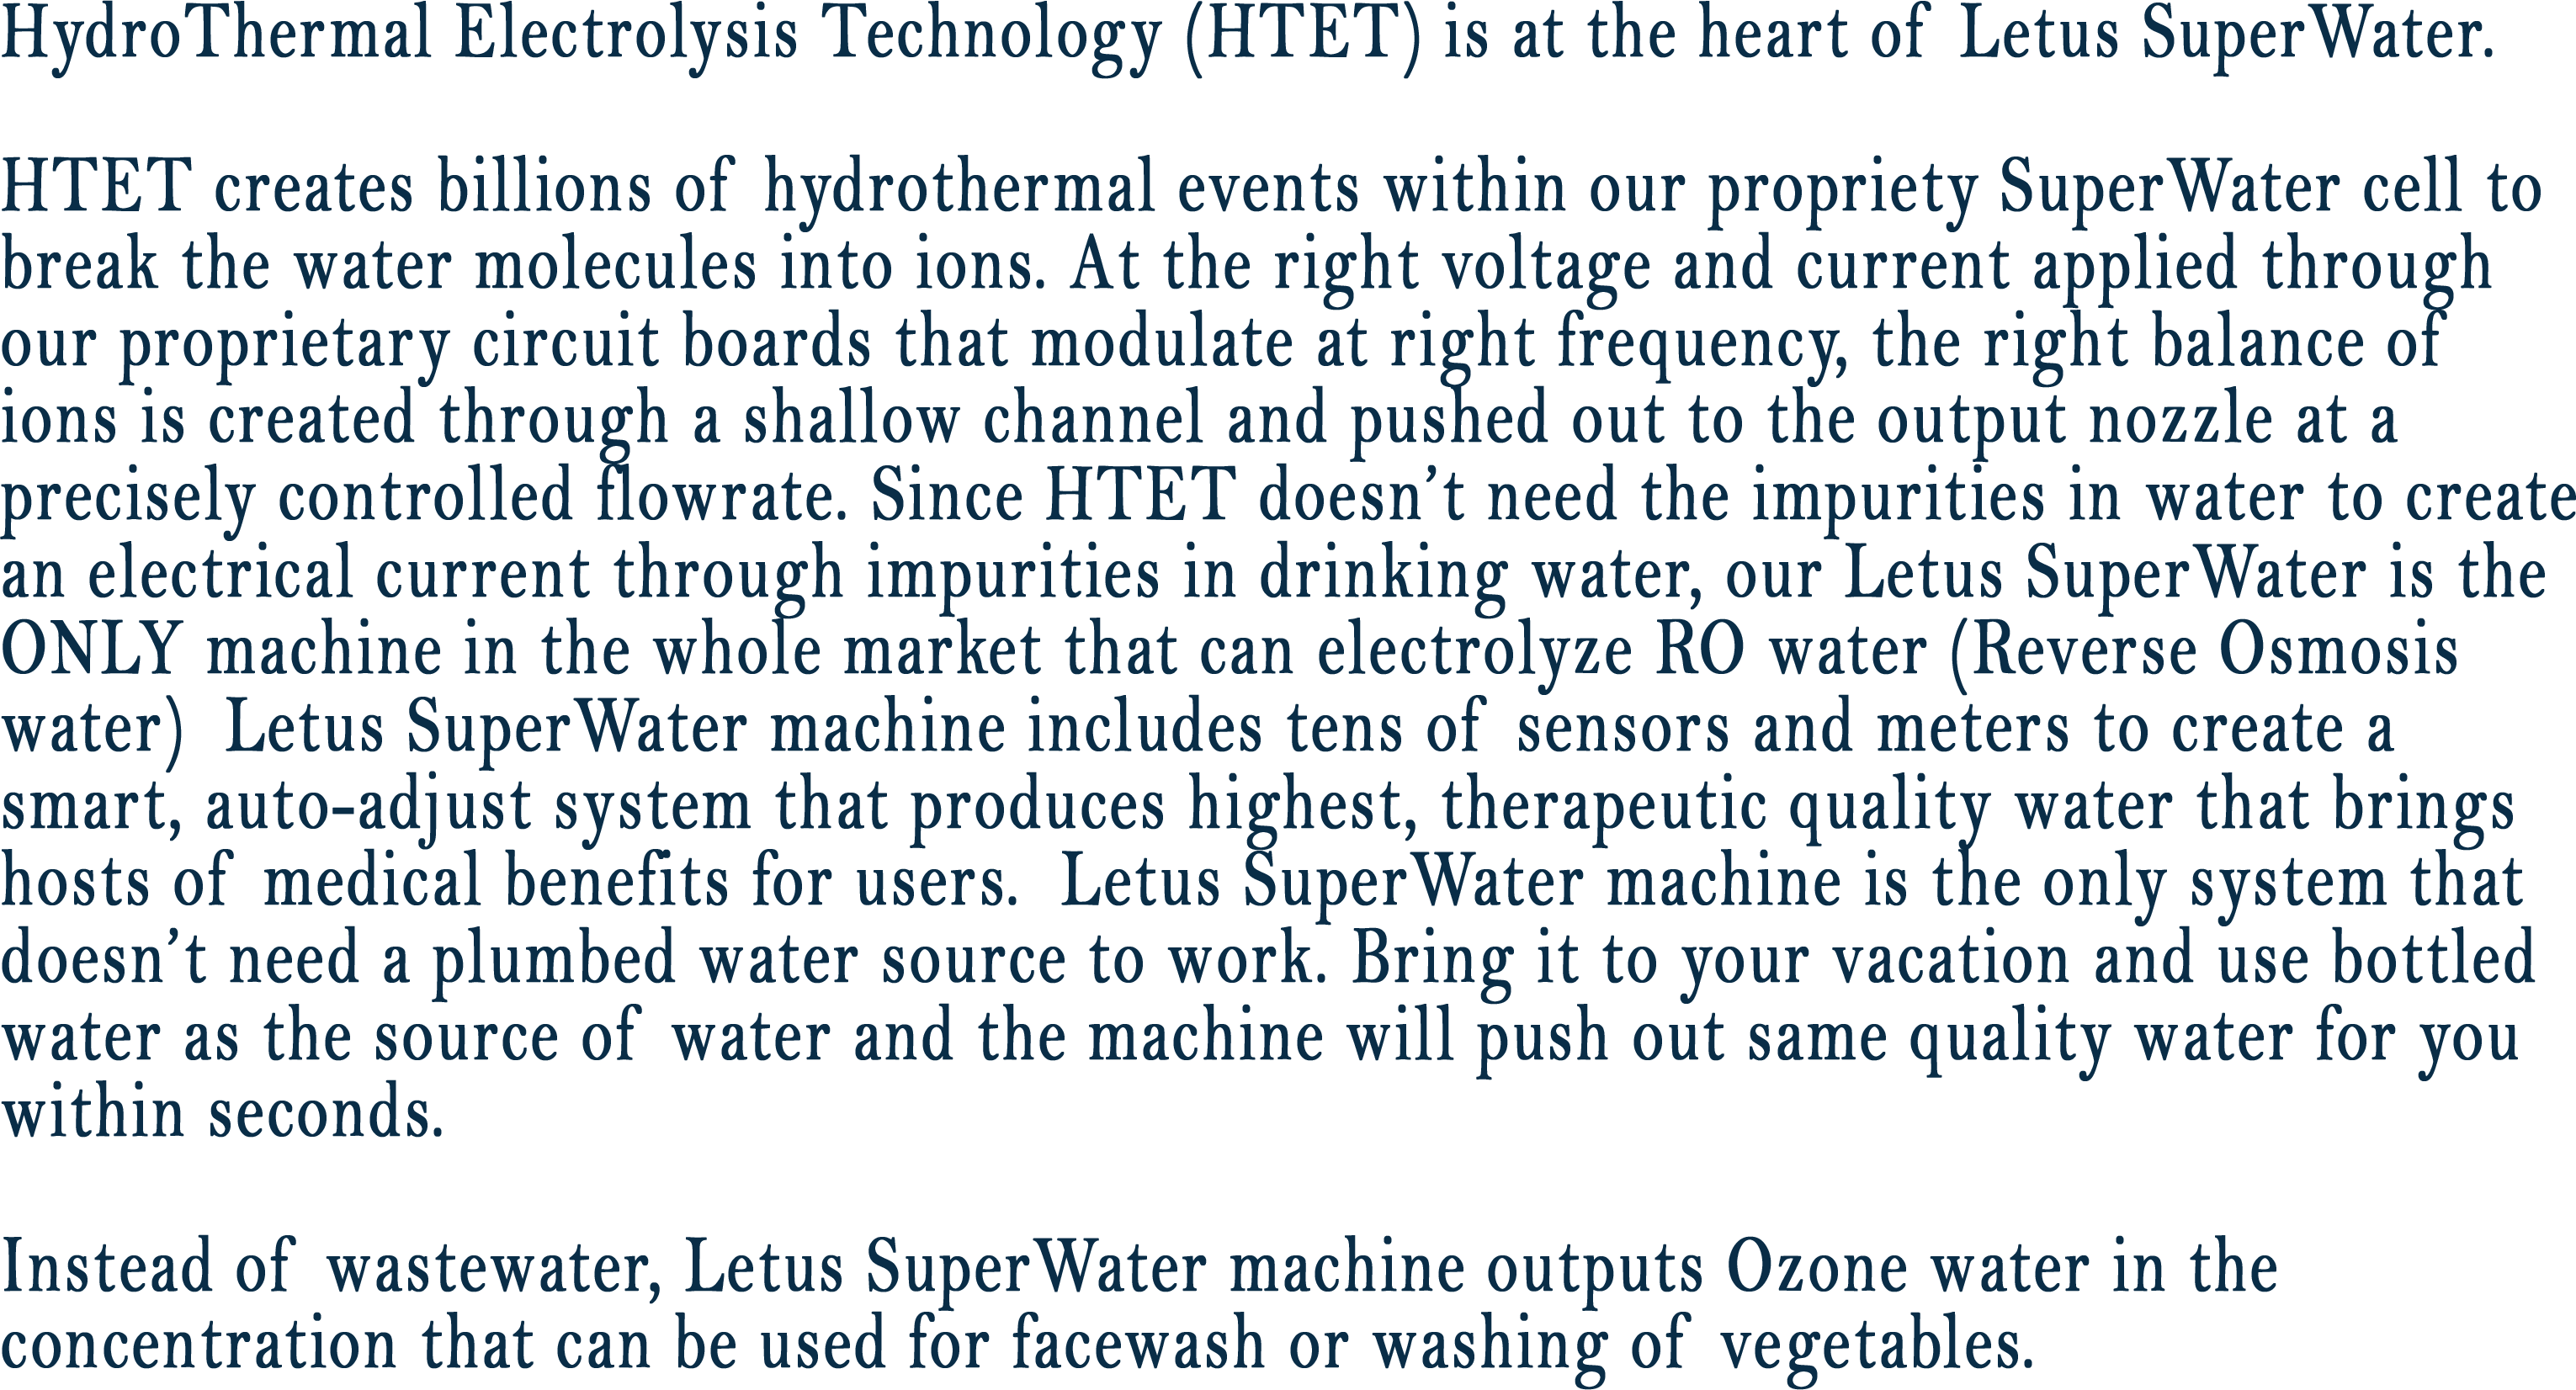 HydroThermal Electrolysis Technology (HTET) is at the heart of Letus SuperWater.
HTET creates billions of hydrothermal events within our propriety SuperWater cell to
break the water molecules into ions. At the right voltage and current applied through
our proprietary circuit boards that modulate at right frequency, the right balance of
ions is created through a shallow channel and pushed out to the output nozzle at a
precisely controlled flowrate. Since HTET doesn’t need the impurities in water to create
an electrical current through impurities in drinking water, our Letus SuperWater is the
ONLY machine in the whole market that can electrolyze RO water (Reverse Osmosis
water) Letus SuperWater machine includes tens of sensors and meters to create a
smart, auto-adjust system that produces highest, therapeutic quality water that brings
hosts of medical benefits for users. Letus SuperWater machine is the only system that
doesn’t need a plumbed water source to work. Bring it to your vacation and use bottled
water as the source of water and the machine will push out same quality water for you
within seconds.
Instead of wastewater, Letus SuperWater machine outputs Ozone water in the
concentration that can be used for facewash or washing of vegetables.